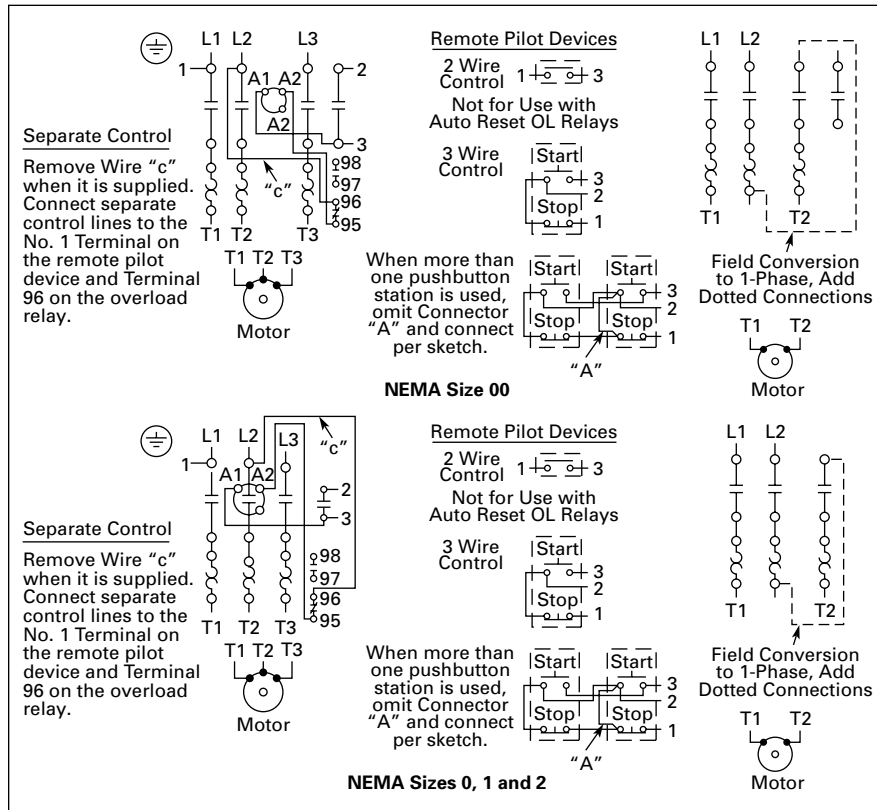 L1 L2 L3
1
2
A1 A2
A2
3
98
97
"c"
96
95
T1 T2 T3
T1 T2 T3
Motor
Separate Control
Remove Wire "c"
when it is supplied.
Connect separate
control lines to the
No. 1 Terminal on
the remote pilot
device and Terminal
96 on the overload
relay.
Remote Pilot Devices
2 Wire
Control
1 3
Not for Use with
Auto Reset OL Relays
3 Wire
Control
Start
3
2
Stop
1
When more than
one pushbutton
station is used,
omit Connector
"A" and connect
per sketch.
Start Start
3
2
Stop Stop
1
"A"
L1 L2
T1 T2
Field Conversion
to 1-Phase, Add
Dotted Connections
T1 T2
Motor
NEMA Size 00
L1 L2 L3
"c"
1
A1 A2
2
3
98
97
96
95
T1 T2 T3
T1 T2 T3
Motor
Separate Control
Remove Wire "c"
when it is supplied.
Connect separate
control lines to the
No. 1 Terminal on
the remote pilot
device and Terminal
96 on the overload
relay.
Remote Pilot Devices
2 Wire
Control
1 3
Not for Use with
Auto Reset OL Relays
3 Wire
Control
Start
3
2
Stop
1
When more than
one pushbutton
station is used,
omit Connector
"A" and connect
per sketch.
Start Start
3
2
Stop Stop
1
"A"
L1 L2
T1 T2
Field Conversion
to 1-Phase, Add
Dotted Connections
T1 T2
Motor
NEMA Sizes 0, 1 and 2